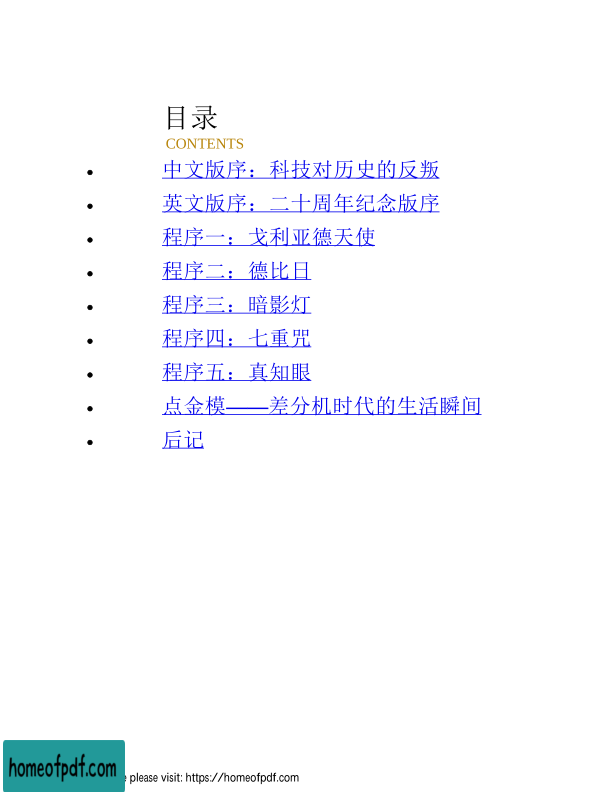 目录
CONTENTS
• 中文版序：科技对历史的反叛
• 英文版序：二十周年纪念版序
• 程序一：戈利亚德天使
• 程序二：德比日
• 程序三：暗影灯
• 程序四：七重咒
• 程序五：真知眼
• 点金模——差分机时代的生活瞬间
• 后记
homeofpdf.com
e please visit: https://homeofpdf.com